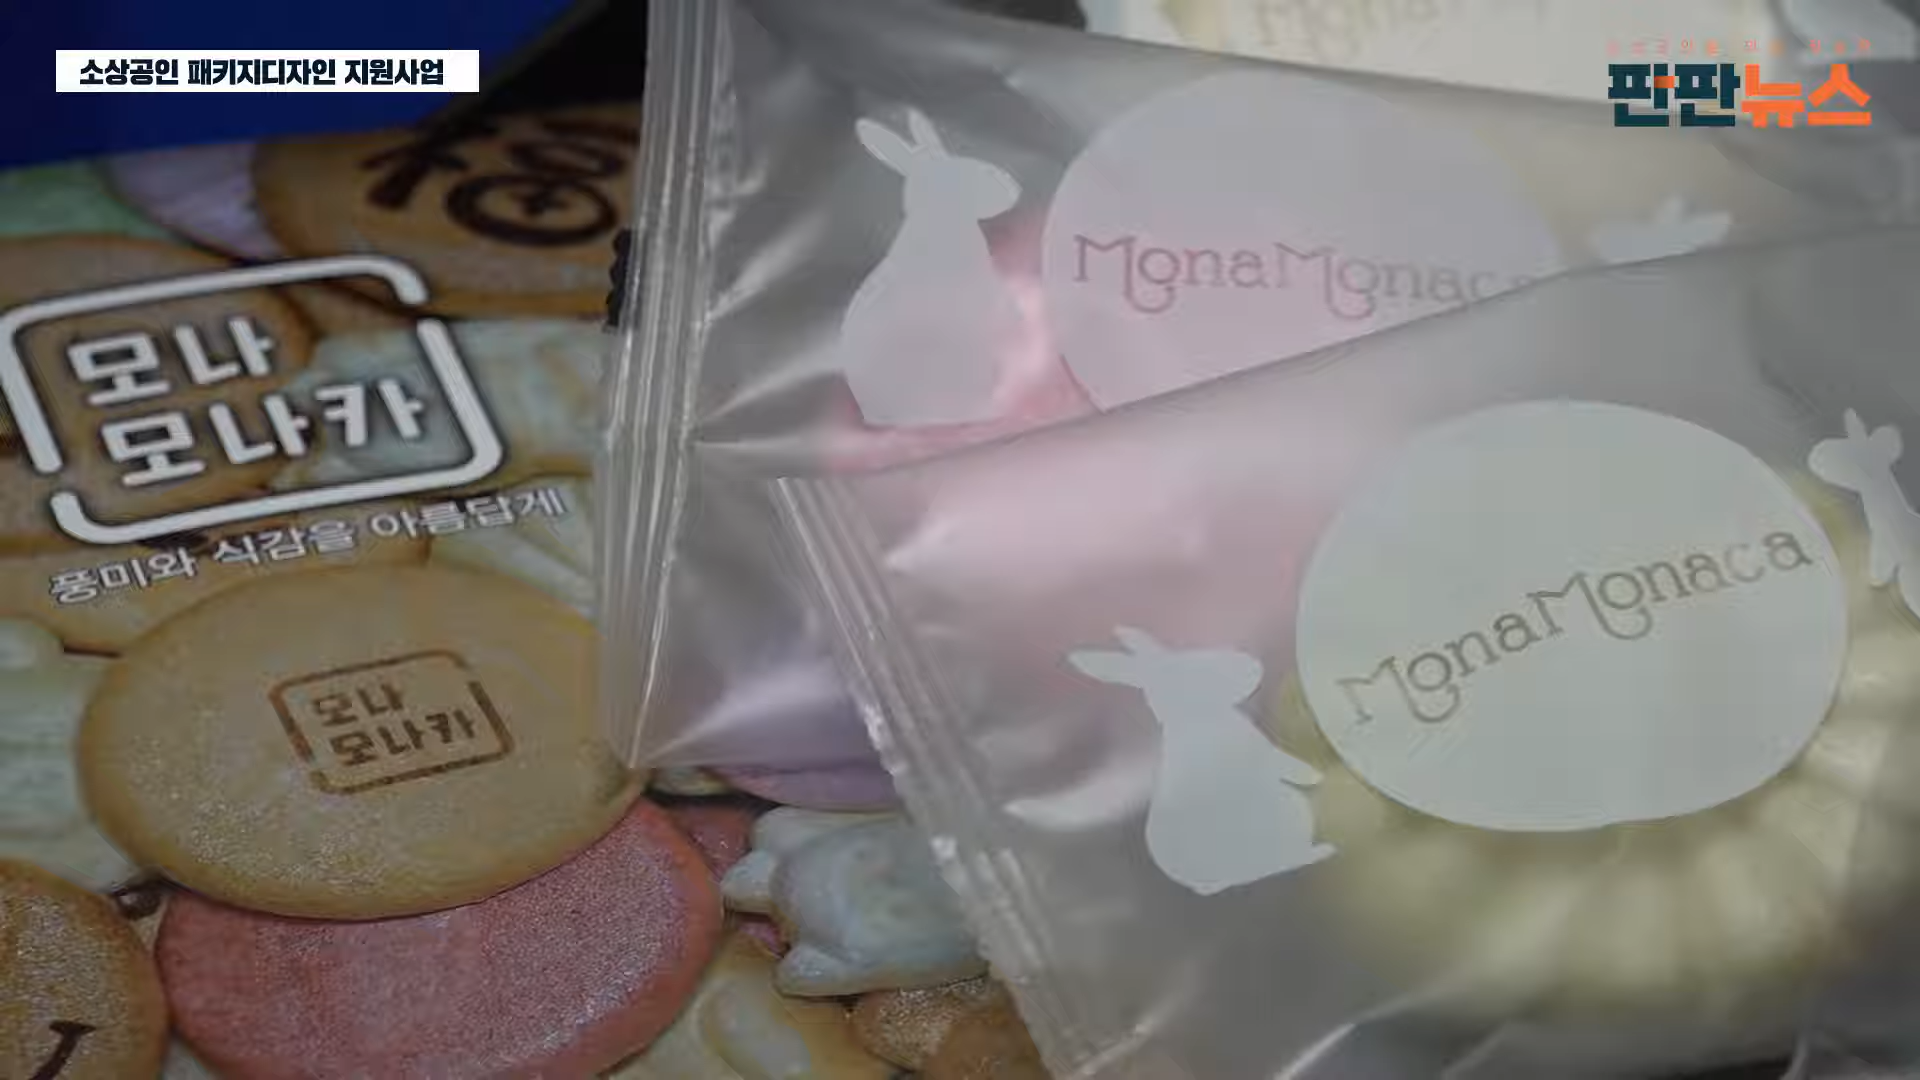 소상공인 패키지디자인 지원사업
판판뉴스
모나
모나카
풍미와 식감을 아름답게
모나
모나카
MonaMonaca
MonaMonaca
Mona